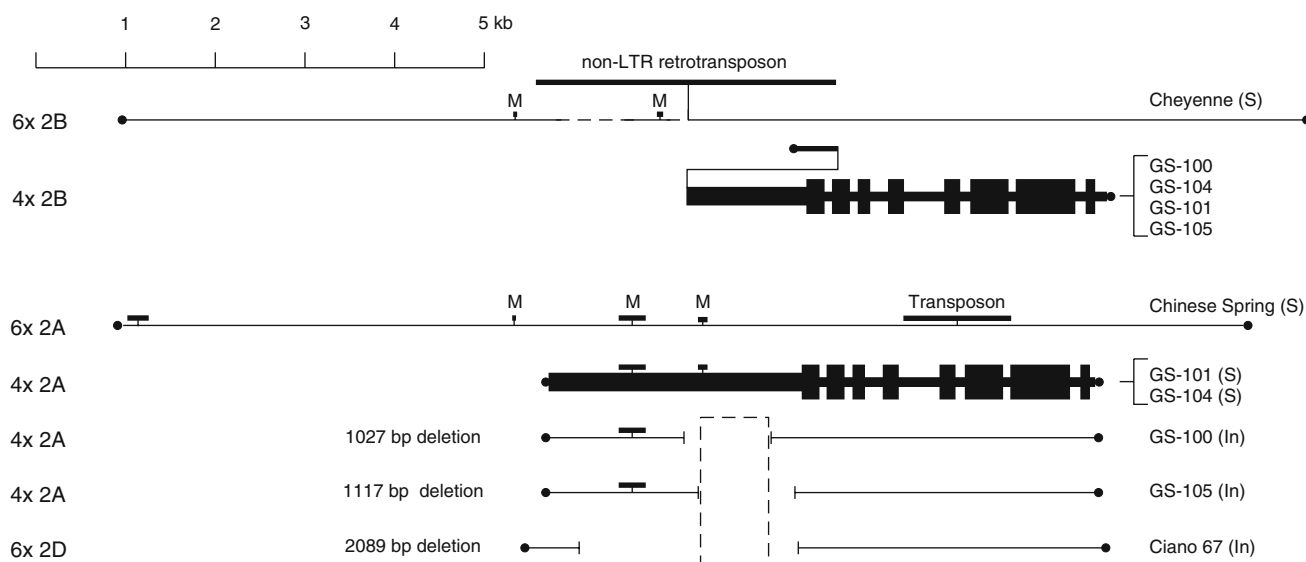 1 2 3 4 5 kb
non-LTR retrotransposon
M M
6x 2B Cheyenne (S)
4x 2B
GS-100
GS-104
GS-101
GS-105
M M M Transposon
6x 2A Chinese Spring (S)
4x 2A
GS-101 (S)
GS-104 (S)
4x 2A 1027 bp deletion GS-100 (In)
4x 2A 1117 bp deletion GS-105 (In)
6x 2D 2089 bp deletion Ciano 67 (In)